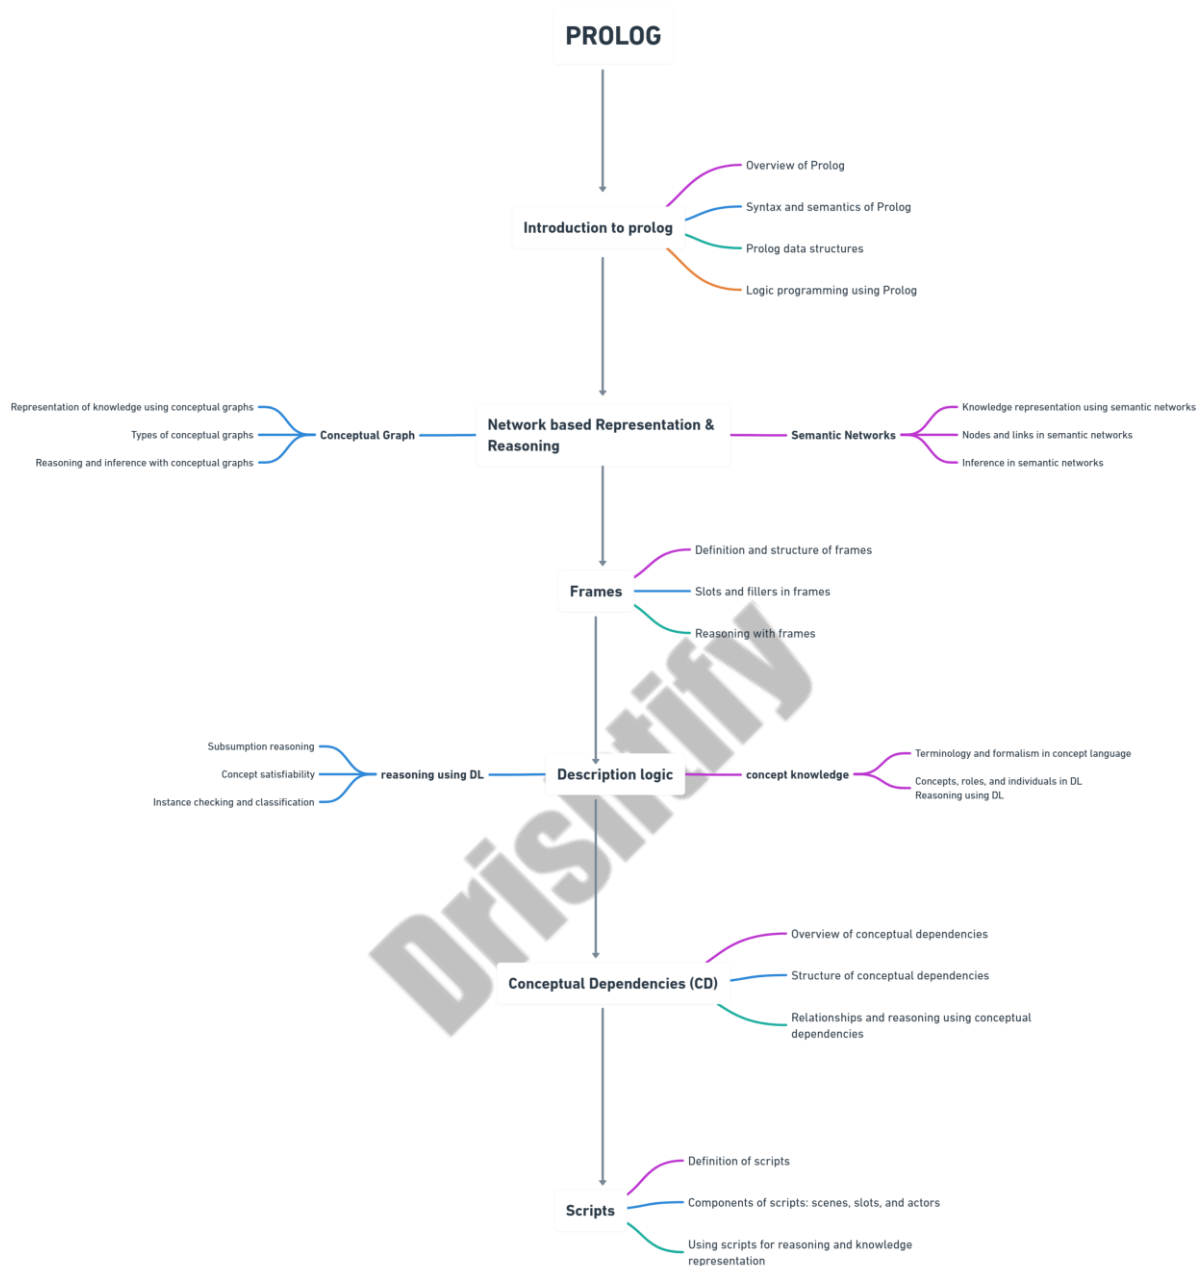 PROLOG
Overview of Prolog
Syntax and semantics of Prolog
Introduction to prolog
Prolog data structures
Logic programming using Prolog
Representation of knowledge using conceptual graphs
Types of conceptual graphs
Reasoning and inference with conceptual graphs
Conceptual Graph
Network based Representation &
Reasoning
Semantic Networks
Knowledge representation using semantic networks
Nodes and links in semantic networks
Inference in semantic networks
Definition and structure of frames
Frames
Slots and fillers in frames
Reasoning with frames
Drishtify
Subsumption reasoning
Concept satisfiability
Instance checking and classification
reasoning using DL
Description logic
concept knowledge
Terminology and formalism in concept language
Concepts, roles, and individuals in DL
Reasoning using DL
Overview of conceptual dependencies
Conceptual Dependencies (CD)
Structure of conceptual dependencies
Relationships and reasoning using conceptual
dependencies
Definition of scripts
Scripts
Components of scripts: scenes, slots, and actors
Using scripts for reasoning and knowledge
representation